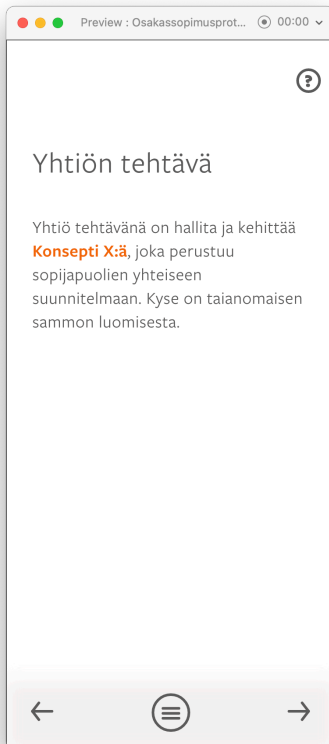 Preview : Osakassopimusprot... 00:00
?
Yhtiön tehtävä
Yhtiö tehtävänä on hallita ja kehittää
Konsepti X:ä, joka perustuu
sopijapuolien yhteiseen
suunnitelmaan. Kyse on taianomaisen
sammon luomisesta.